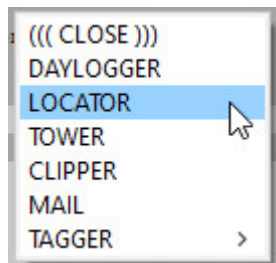 ((( CLOSE )))
DAYLOGGER
LOCATOR
TOWER
CLIPPER
MAIL
TAGGER >